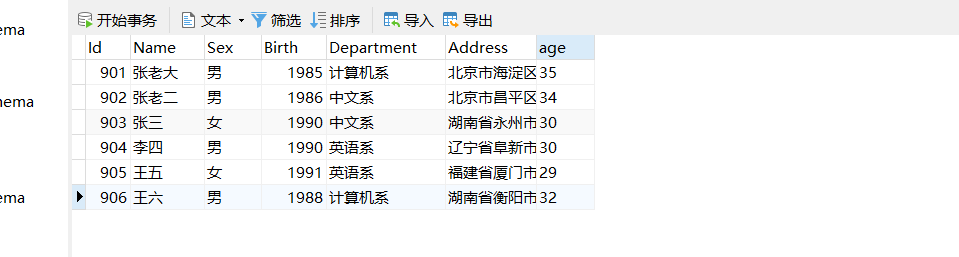 开始事务 文本 筛选 排序 导入 导出
ema
Id Name Sex Birth Department Address age
901 张老大 男 1985 计算机系 北京市海淀区 35
hema
902 张老二 男 1986 中文系 北京市昌平区 34
903 张三 女 1990 中文系 湖南省永州市 30
904 李四 男 1990 英语系 辽宁省阜新市 30
905 王五 女 1991 英语系 福建省厦门市 29
ema
906 王六 男 1988 计算机系 湖南省衡阳市 32